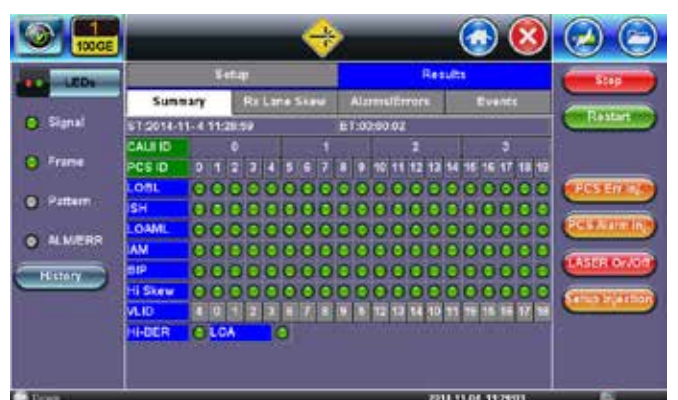 1
100GE
LEDs
Signal
Frame
Pattern
ALM/ERR
History
Setup Results
Summary Rx Lane Skew Alarms/Errors Events
ST:2014-11-4 11:28:59 ET:00:00:02
CAUI ID 0 1 2 3
PCS ID 0 1 2 3 4 5 6 7 8 9 10 11 12 13 14 15 16 17 18 19
LOBL
ISH
LOAML
IAM
BIP
Hi Skew
VLID
HI-BER LOA
Stop
Restart
PCS Err Inj.
PCS Alarm Inj.
LASER On/Off
Setup Injection